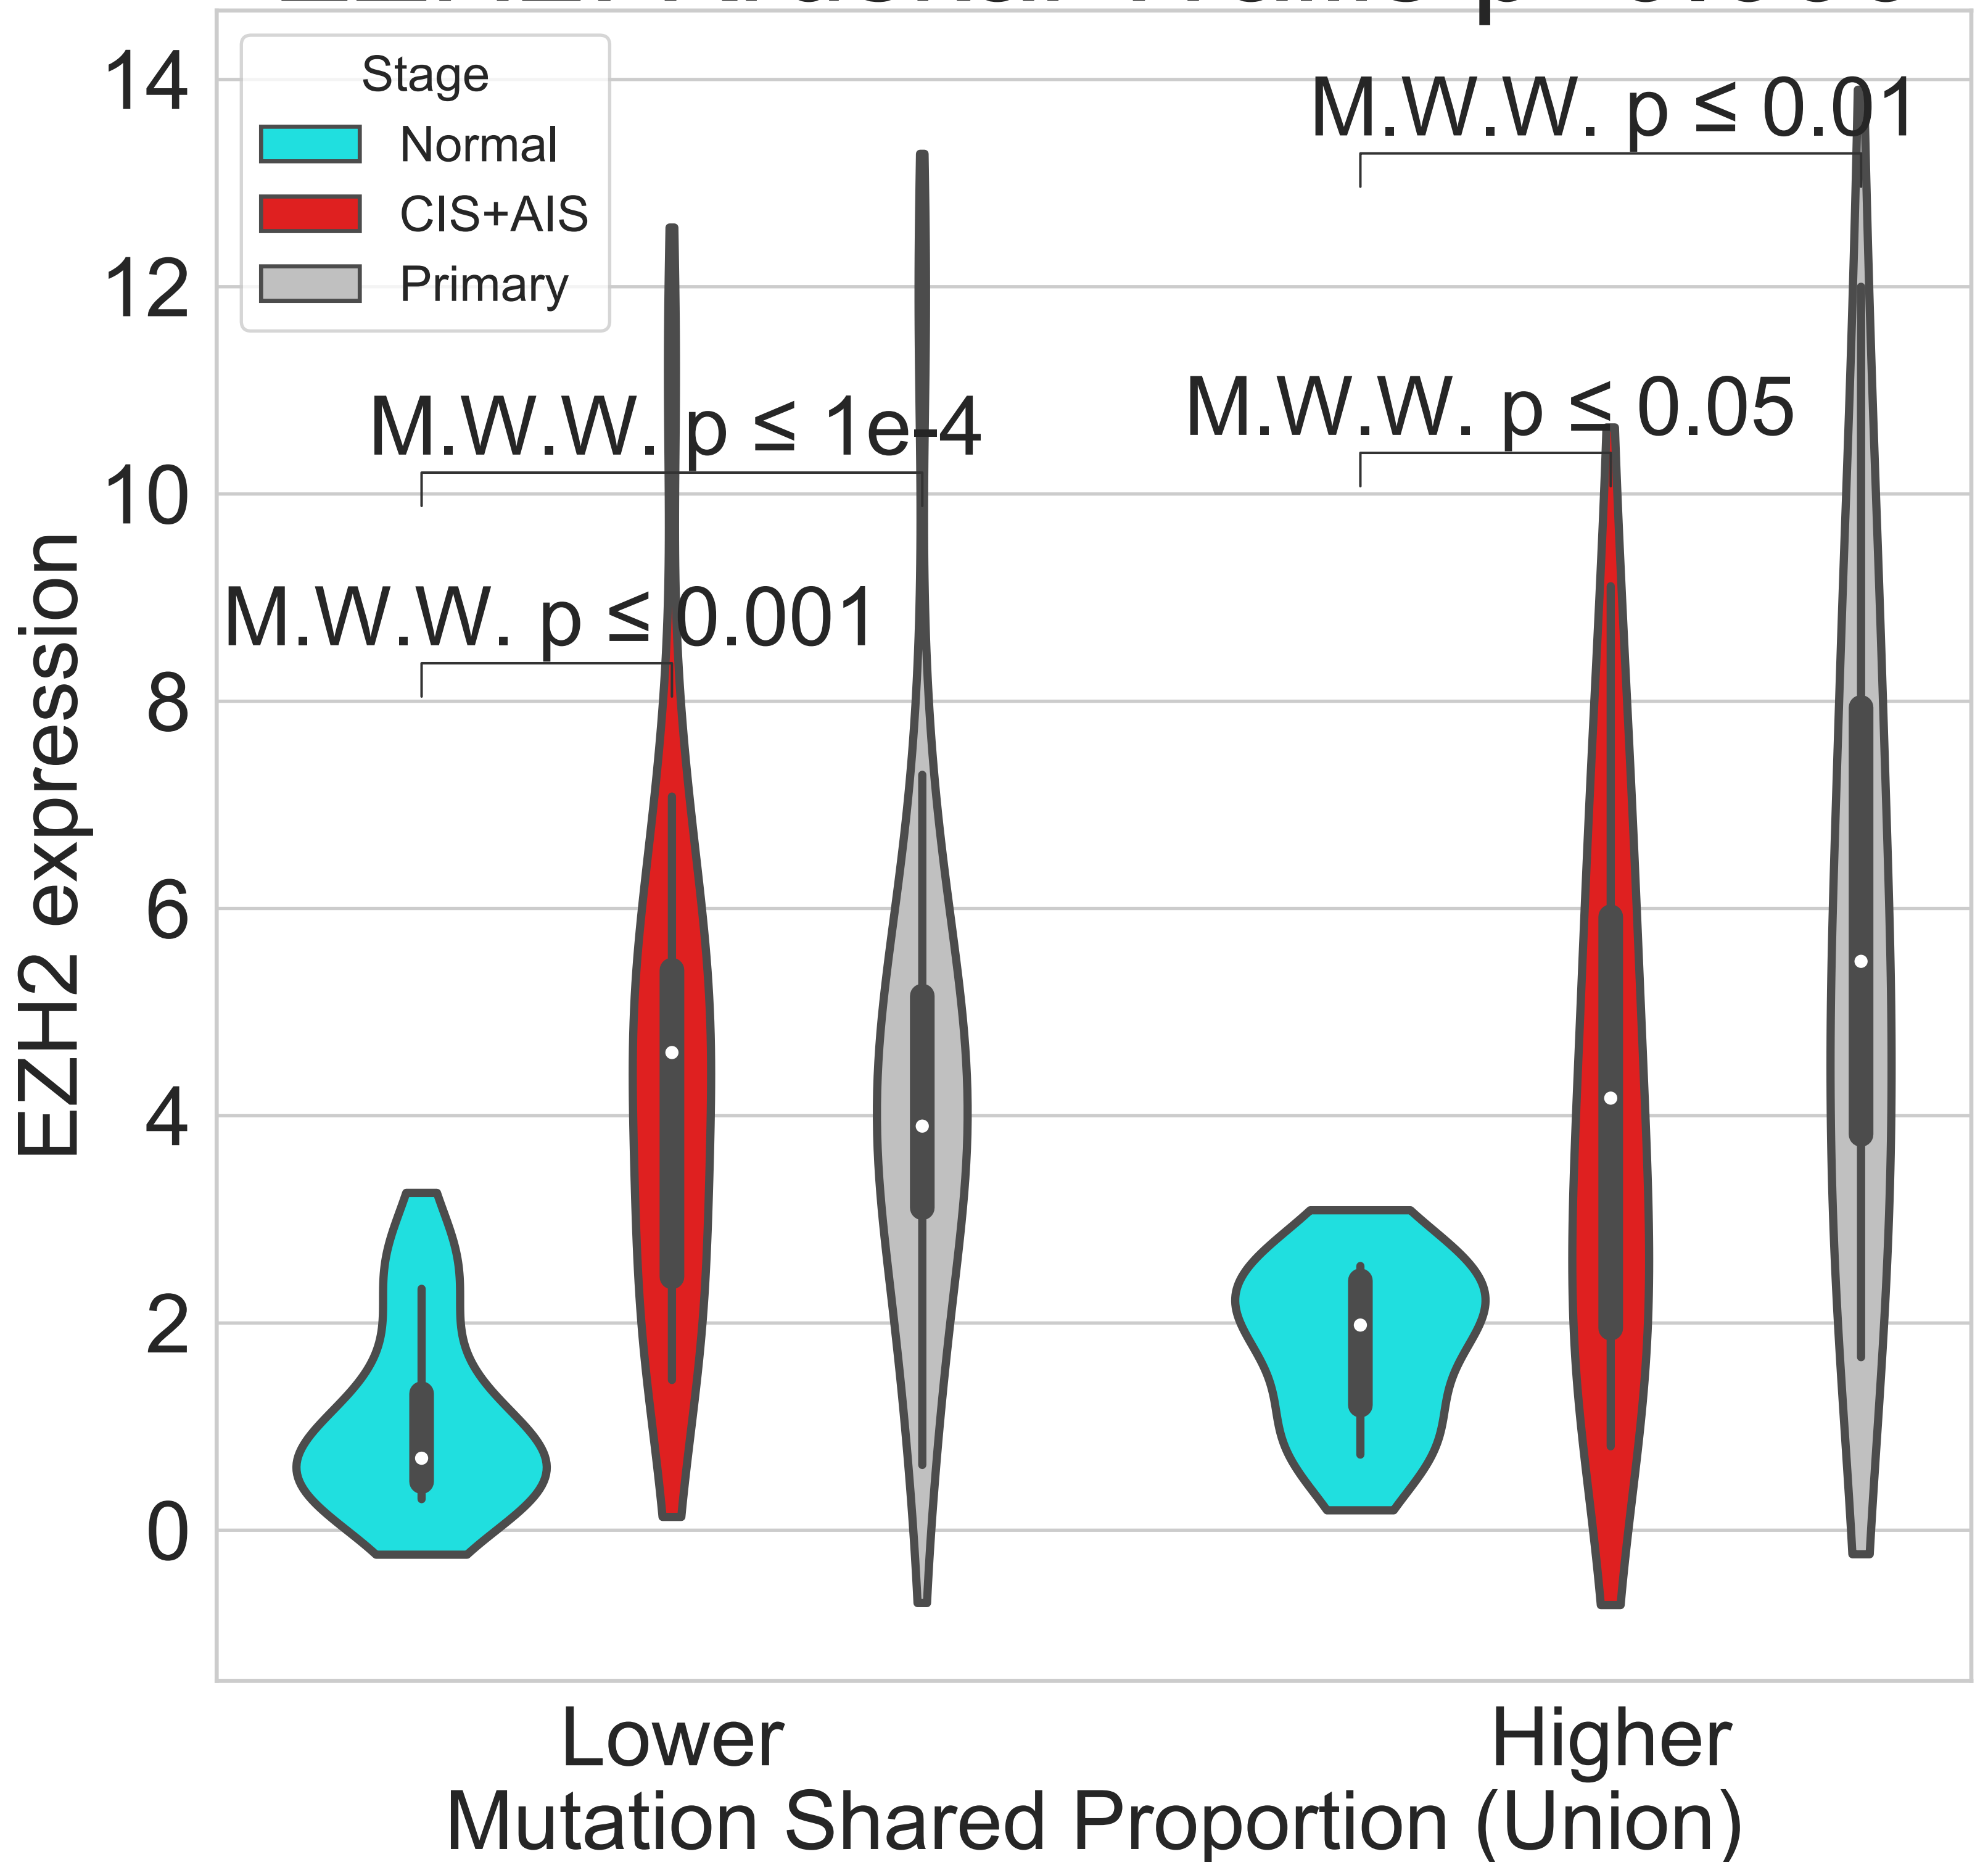 14
12
10
8
6
4
2
0
EZH2 expression
Stage
Normal
CIS+AIS
Primary
M.W.W. p ≤ 0.01
M.W.W. p ≤ 1e-4
M.W.W. p ≤ 0.05
M.W.W. p ≤ 0.001
Lower
Higher
Mutation Shared Proportion (Union)